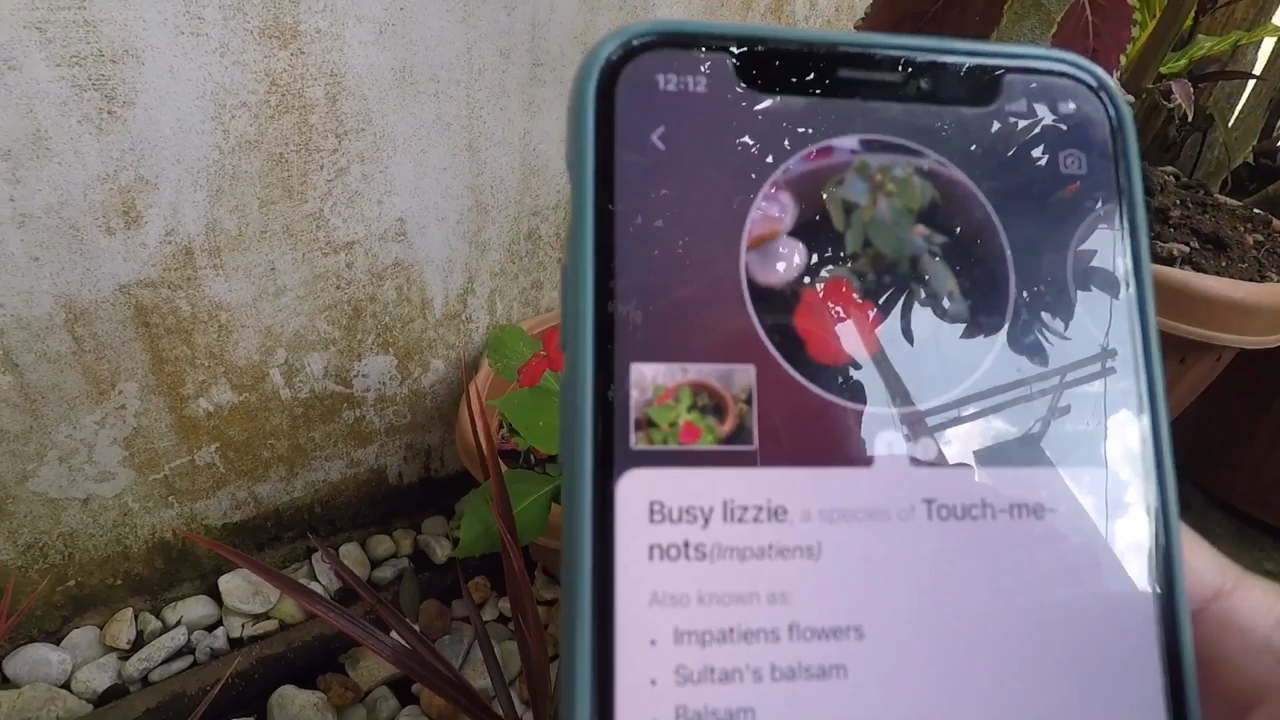 12:12
Busy lizzie, a species of Touch-me-
nots(Impatiens)
Also known as:
• Impatiens flowers
• Sultan's balsam
Balsam